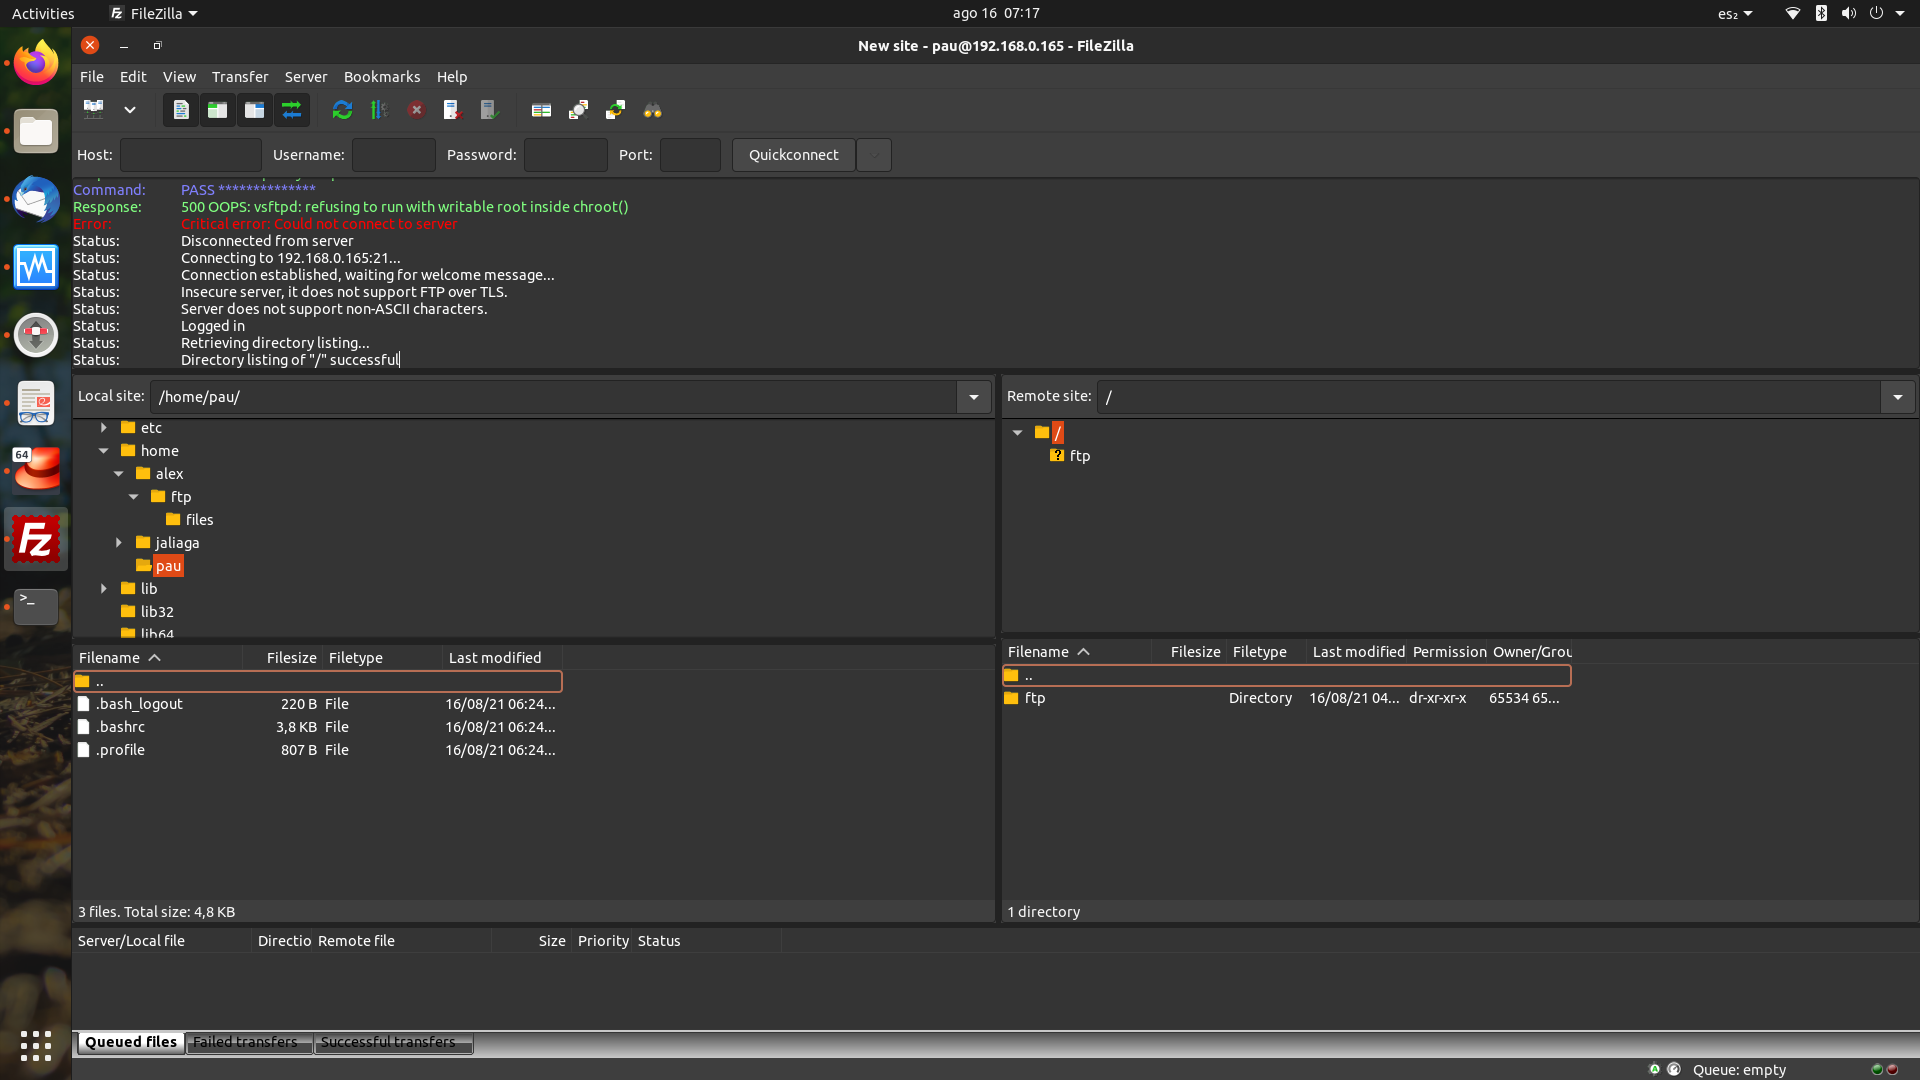 Activities
FileZilla
ago 16 07:17
es₂
New site - pau@192.168.0.165 - FileZilla
File Edit View Transfer Server Bookmarks Help
Host: Username: Password: Port: Quickconnect
Command: PASS **************
Response: 500 OOPS: vsftpd: refusing to run with writable root inside chroot()
Error: Critical error: Could not connect to server
Status: Disconnected from server
Status: Connecting to 192.168.0.165:21...
Status: Connection established, waiting for welcome message...
Status: Insecure server, it does not support FTP over TLS.
Status: Server does not support non-ASCII characters.
Status: Logged in
Status: Retrieving directory listing...
Status: Directory listing of "/" successful
Local site: /home/pau/
etc
home
alex
ftp
files
jaliaga
pau
lib
lib32
lib64
Remote site: /
/
? ftp
Filename Filesize Filetype Last modified
..
.bash_logout 220 B File 16/08/21 06:24...
.bashrc 3,8 KB File 16/08/21 06:24...
.profile 807 B File 16/08/21 06:24...
3 files. Total size: 4,8 KB
Filename Filesize Filetype Last modified Permission Owner/Grou
..
ftp Directory 16/08/21 04... dr-xr-xr-x 65534 65...
1 directory
Server/Local file Directio Remote file Size Priority Status
Queued files Failed transfers Successful transfers
Queue: empty
64
Fz
>_